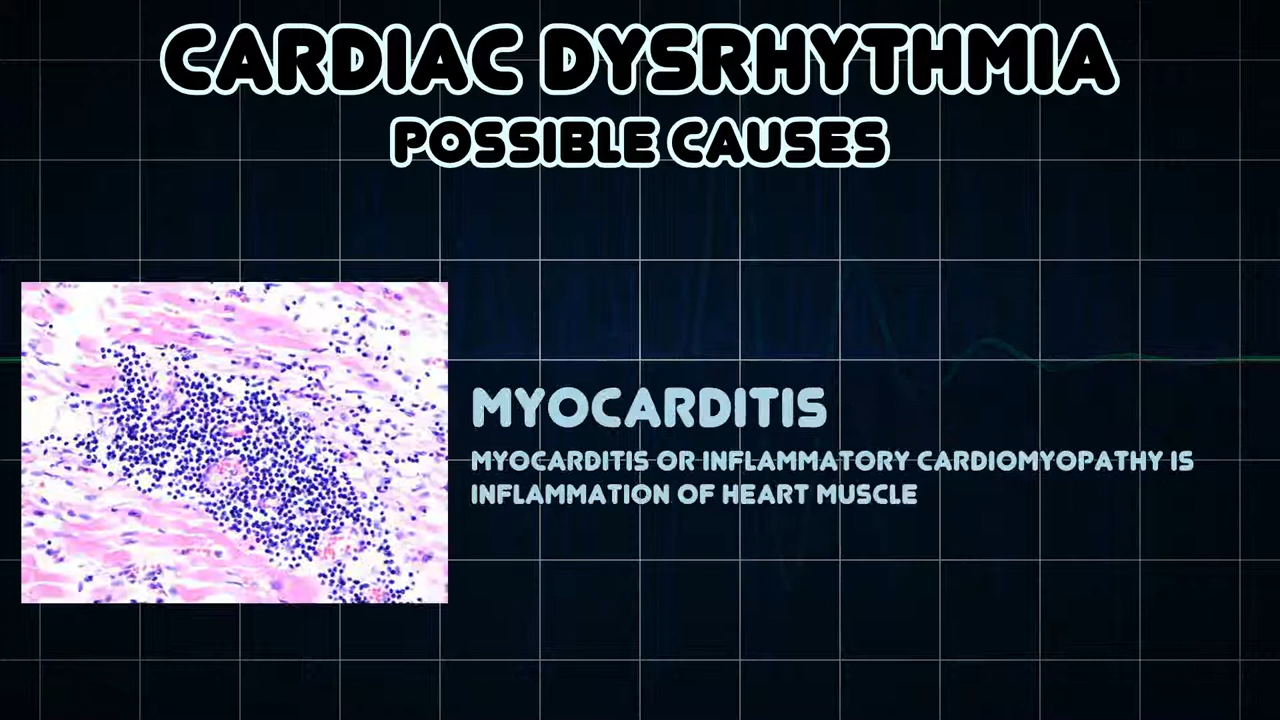 CARDIAC DYSRHYTHMIA
POSSIBLE CAUSES
MYOCARDITIS
MYOCARDITIS OR INFLAMMATORY CARDIOMYOPATHY IS
INFLAMMATION OF HEART MUSCLE